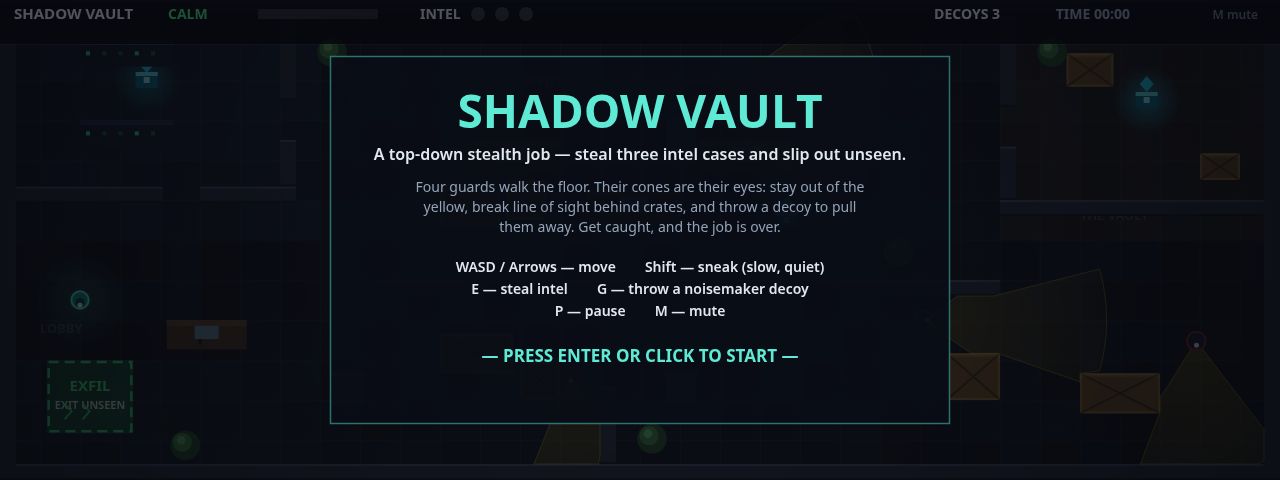 SHADOW VAULT CALM INTEL DECOYS 3 TIME 00:00 M mute
SHADOW VAULT
A top-down stealth job — steal three intel cases and slip out unseen.
Four guards walk the floor. Their cones are their eyes: stay out of the
yellow, break line of sight behind crates, and throw a decoy to pull
them away. Get caught, and the job is over.
WASD / Arrows — move Shift — sneak (slow, quiet)
E — steal intel G — throw a noisemaker decoy
P — pause M — mute
— PRESS ENTER OR CLICK TO START —
THE VAULT
LOBBY
EXFIL
EXIT UNSEEN